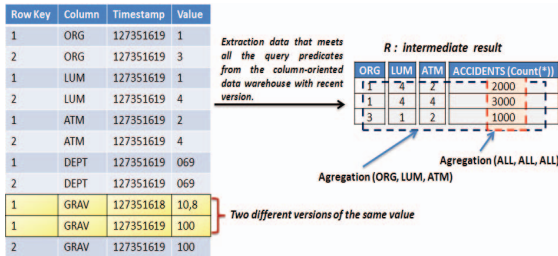 Row Key Column Timestamp Value
1 ORG 127351619 1
2 ORG 127351619 3
1 LUM 127351619 1
2 LUM 127351619 4
1 ATM 127351619 2
2 ATM 127351619 4
1 DEPT 127351619 069
2 DEPT 127351619 069
1 GRAV 127351618 10,8
1 GRAV 127351619 100
2 GRAV 127351619 100
Extraction data that meets
all the query predicates
from the column-oriented
data warehouse with recent
version.
R : intermediate result
ORG LUM ATM ACCIDENTS (Count(*))
1 4 2 2000
1 4 4 3000
3 1 2 1000
Agregation (ALL, ALL, ALL)
Agregation (ORG, LUM, ATM)
Two different versions of the same value